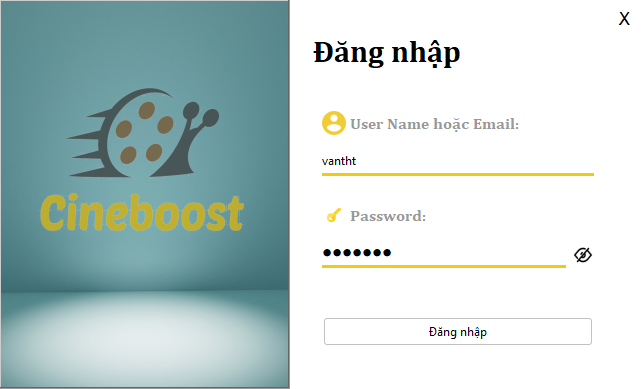 X
Đăng nhập
User Name hoặc Email:
vantht
Password:
●●●●●●●
Cineboost
Đăng nhập